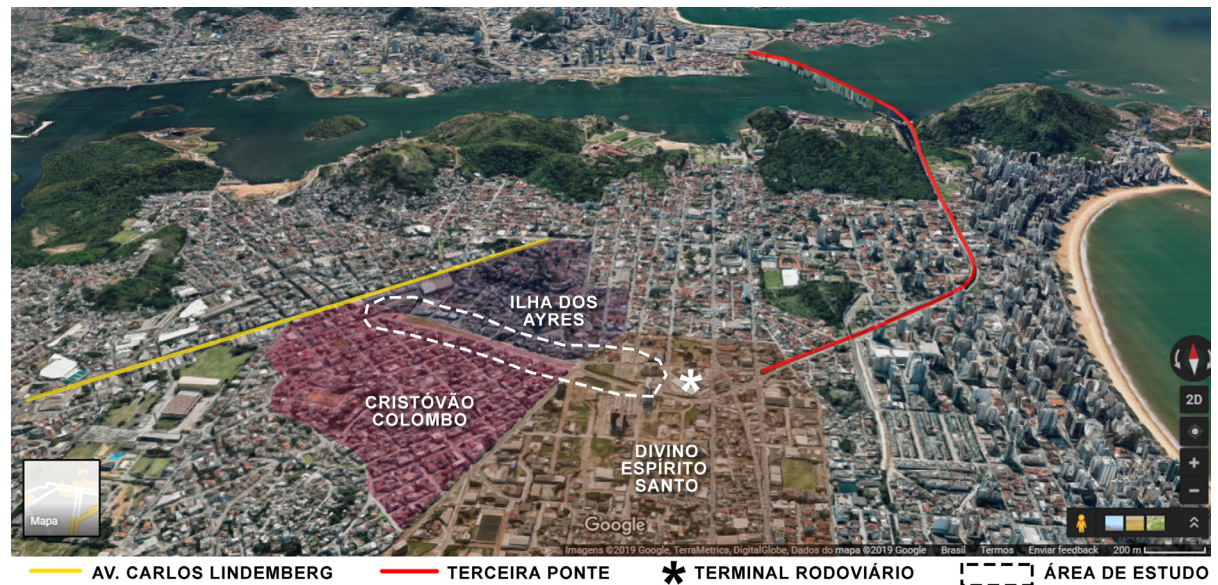 ILHA DOS
AYRES
CRISTÓVÃO
COLOMBO
DIVINO
ESPÍRITO
SANTO
2D
Mapa
Google
Imagens ©2019 Google, TerraMetrics, DigitalGlobe, Dados do mapa ©2019 Google Brasil Termos Enviar feedback 200 m
AV. CARLOS LINDEMBERG TERCEIRA PONTE TERMINAL RODOVIÁRIO ÁREA DE ESTUDO